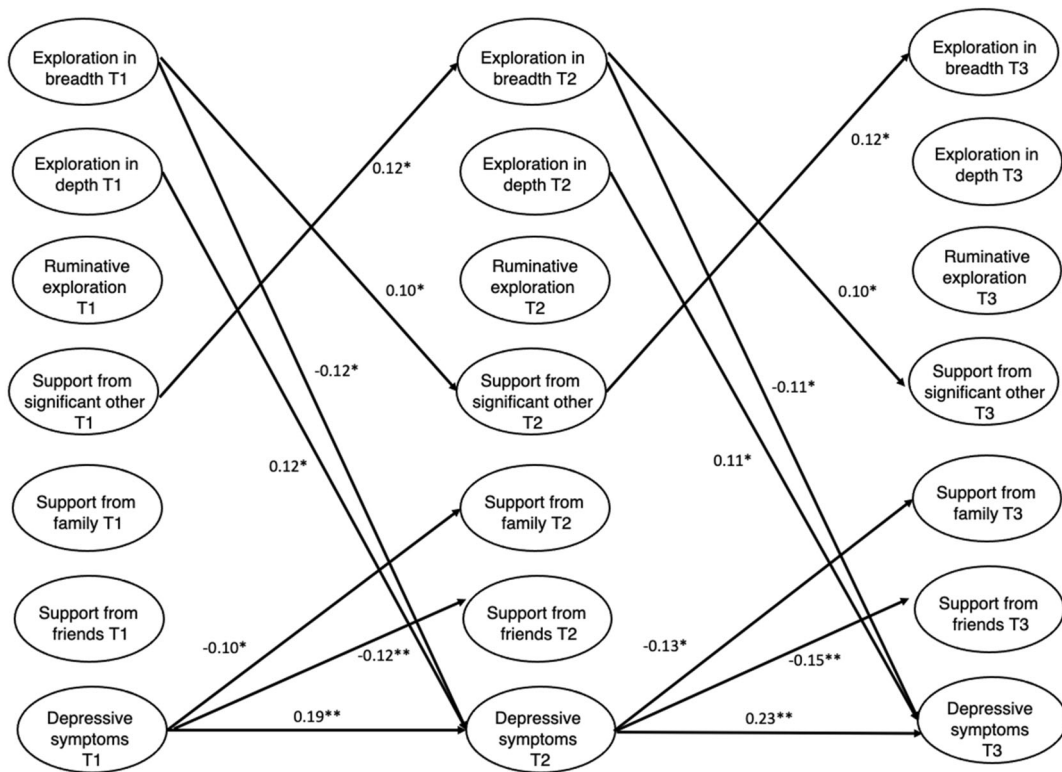 Exploration in
breadth T1
Exploration in
breadth T2
Exploration in
breadth T3
Exploration in
depth T1
0.12*
Exploration in
depth T2
0.12*
Exploration in
depth T3
Ruminative
exploration
T1
0.10*
Ruminative
exploration
T2
0.10*
Ruminative
exploration
T3
Support from
significant other
T1
-0.12*
Support from
significant other
T2
-0.11*
Support from
significant other
T3
0.12*
0.11*
Support from
family T1
Support from
family T2
Support from
family T3
Support from
friends T1
-0.10*
-0.12**
Support from
friends T2
-0.13*
-0.15**
Support from
friends T3
Depressive
symptoms
T1
0.19**
Depressive
symptoms
T2
0.23**
Depressive
symptoms
T3